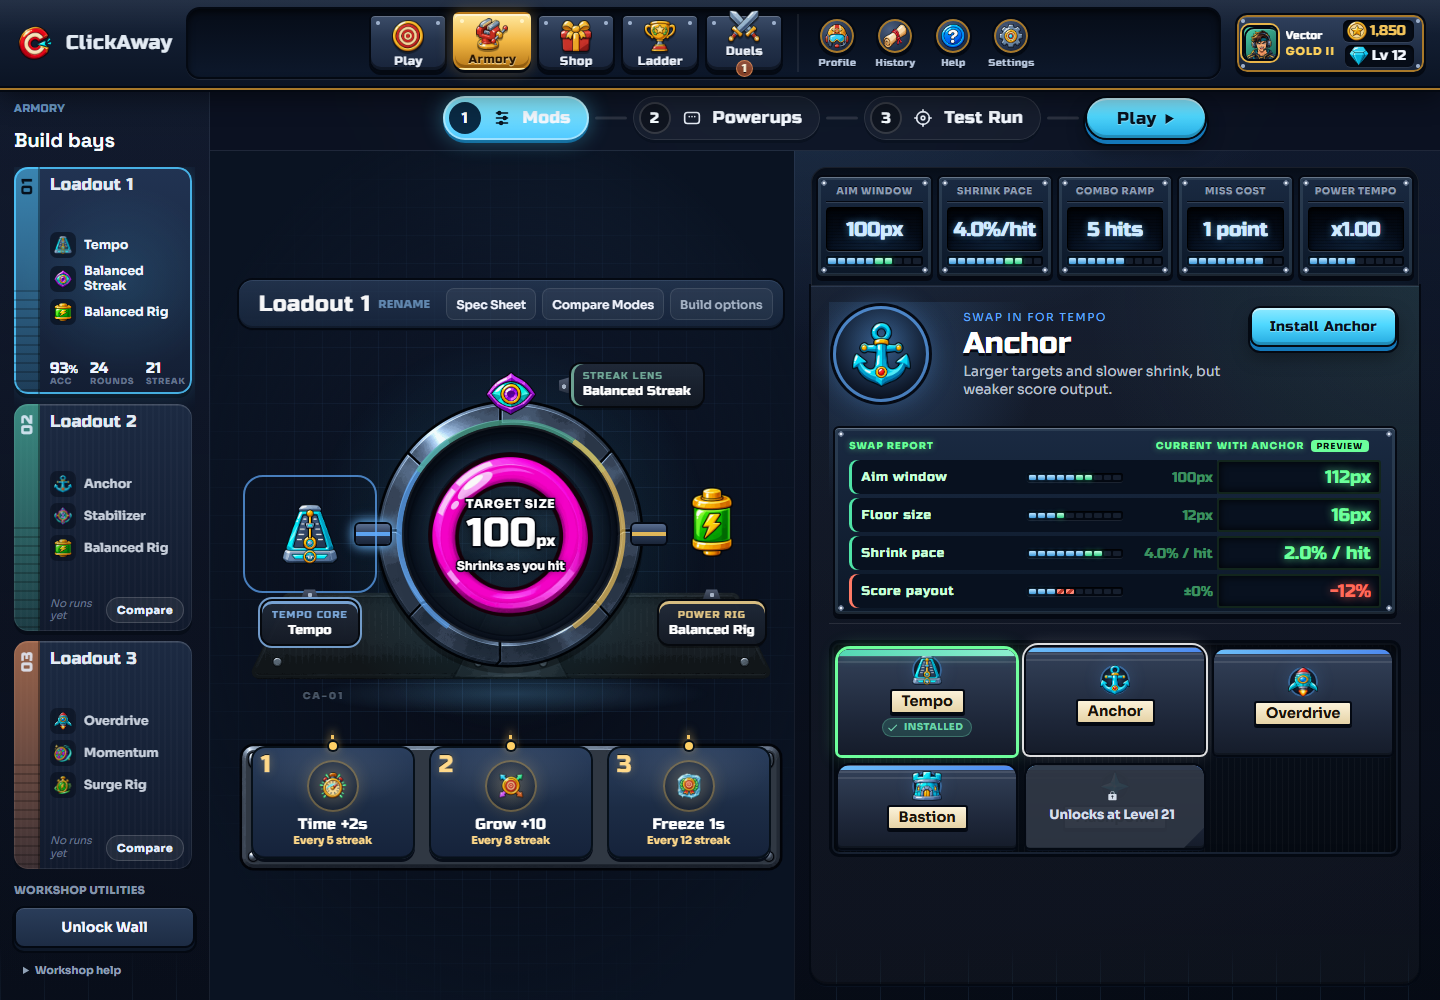 ClickAway
Play
Armory
Shop
Ladder
Duels
1
Profile
History
Help
Settings
Vector
GOLD II
1,850
Lv 12
ARMORY
Build bays
01
Loadout 1
Tempo
Balanced
Streak
Balanced Rig
93% 24 21
ACC ROUNDS STREAK
02
Loadout 2
Anchor
Stabilizer
Balanced Rig
No runs
yet
Compare
03
Loadout 3
Overdrive
Momentum
Surge Rig
No runs
yet
Compare
WORKSHOP UTILITIES
Unlock Wall
Workshop help
1 Mods
2 Powerups
3 Test Run
Play
Loadout 1 RENAME Spec Sheet Compare Modes Build options
STREAK LENS
Balanced Streak
TARGET SIZE
100px
Shrinks as you hit
TEMPO CORE
Tempo
POWER RIG
Balanced Rig
CA-01
1
Time +2s
Every 5 streak
2
Grow +10
Every 8 streak
3
Freeze 1s
Every 12 streak
AIM WINDOW
100px
SHRINK PACE
4.0%/hit
COMBO RAMP
5 hits
MISS COST
1 point
POWER TEMPO
x1.00
SWAP IN FOR TEMPO
Anchor
Larger targets and slower shrink, but
weaker score output.
Install Anchor
SWAP REPORT CURRENT WITH ANCHOR PREVIEW
Aim window 100px 112px
Floor size 12px 16px
Shrink pace 4.0% / hit 2.0% / hit
Score payout ±0% -12%
Tempo
INSTALLED
Anchor
Overdrive
Bastion
Unlocks at Level 21